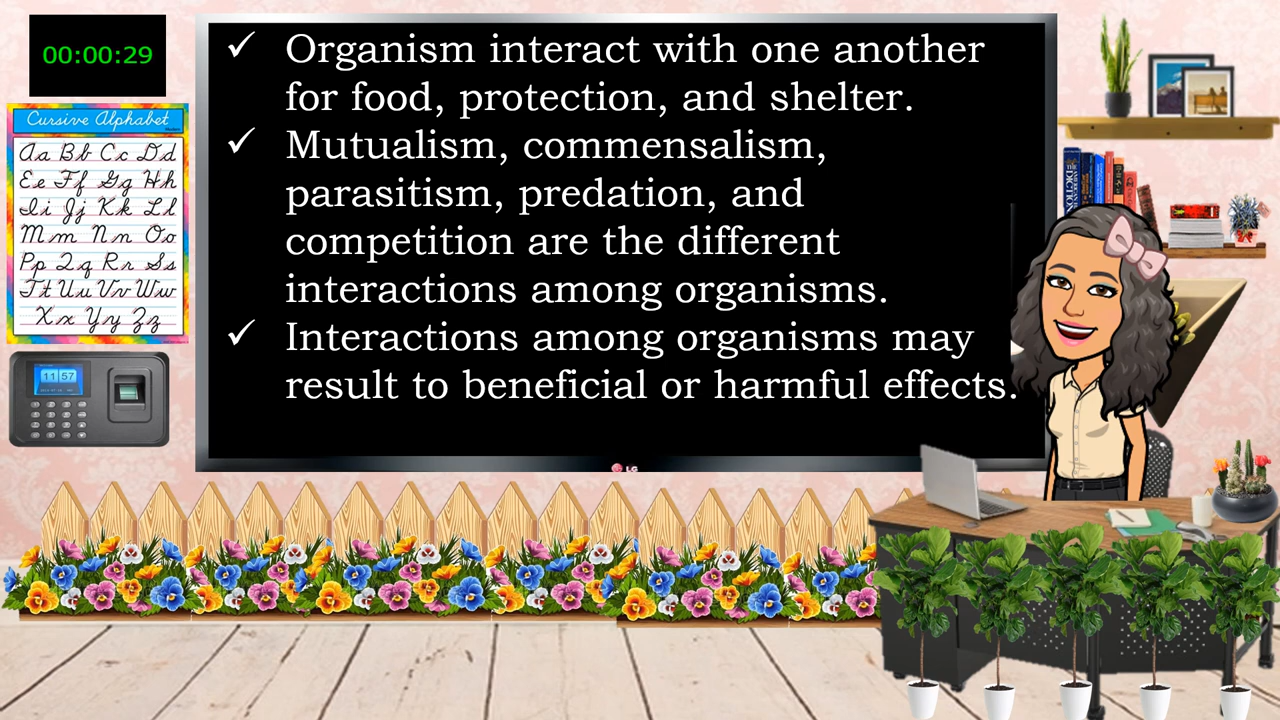 00:00:29
✓ Organism interact with one another
for food, protection, and shelter.
✓ Mutualism, commensalism,
parasitism, predation, and
competition are the different
interactions among organisms.
✓ Interactions among organisms may
result to beneficial or harmful effects.
Cursive Alphabet
Aa Bb Cc Dd
Ee Ff Gg Hh
Ii Jj Kk Ll
Mm Nn Oo
Pp Qq Rr Ss
Tt Uu Vv Ww
Xx Yy Zz
11:57
LG